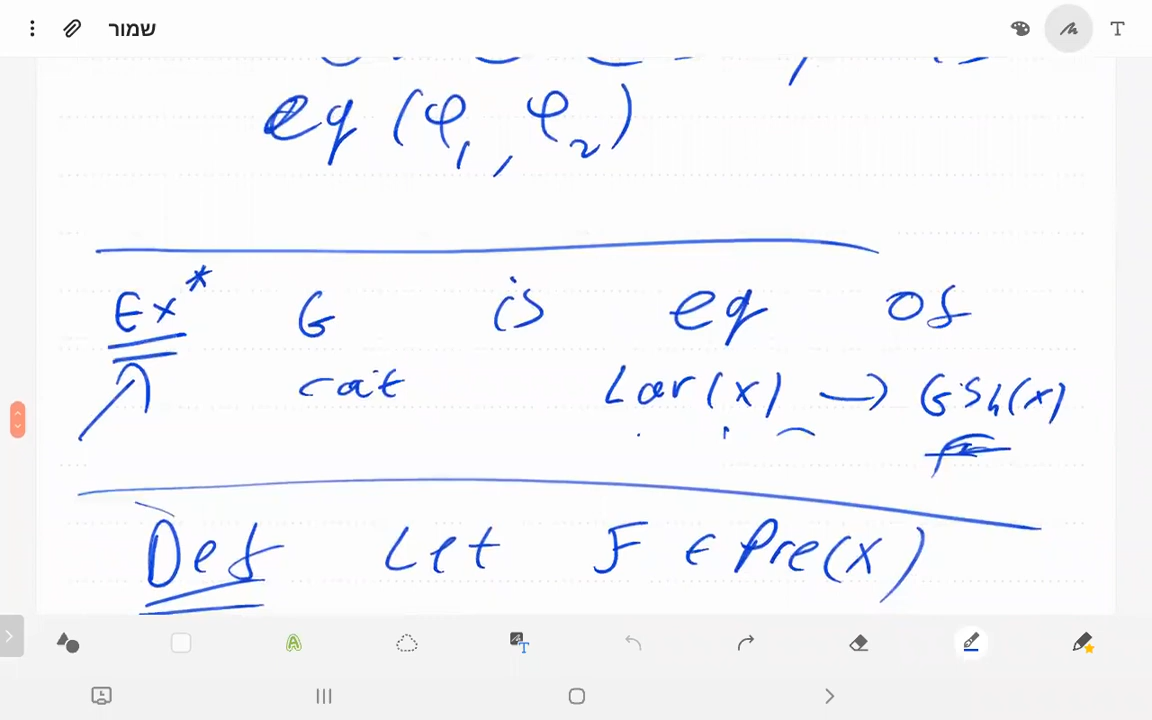 שמור
T
eq (φ₁, φ₂)
Ex* G is eq of
cat Lar(X) → GSh(X)
Def Let F ∈ Pre(X)